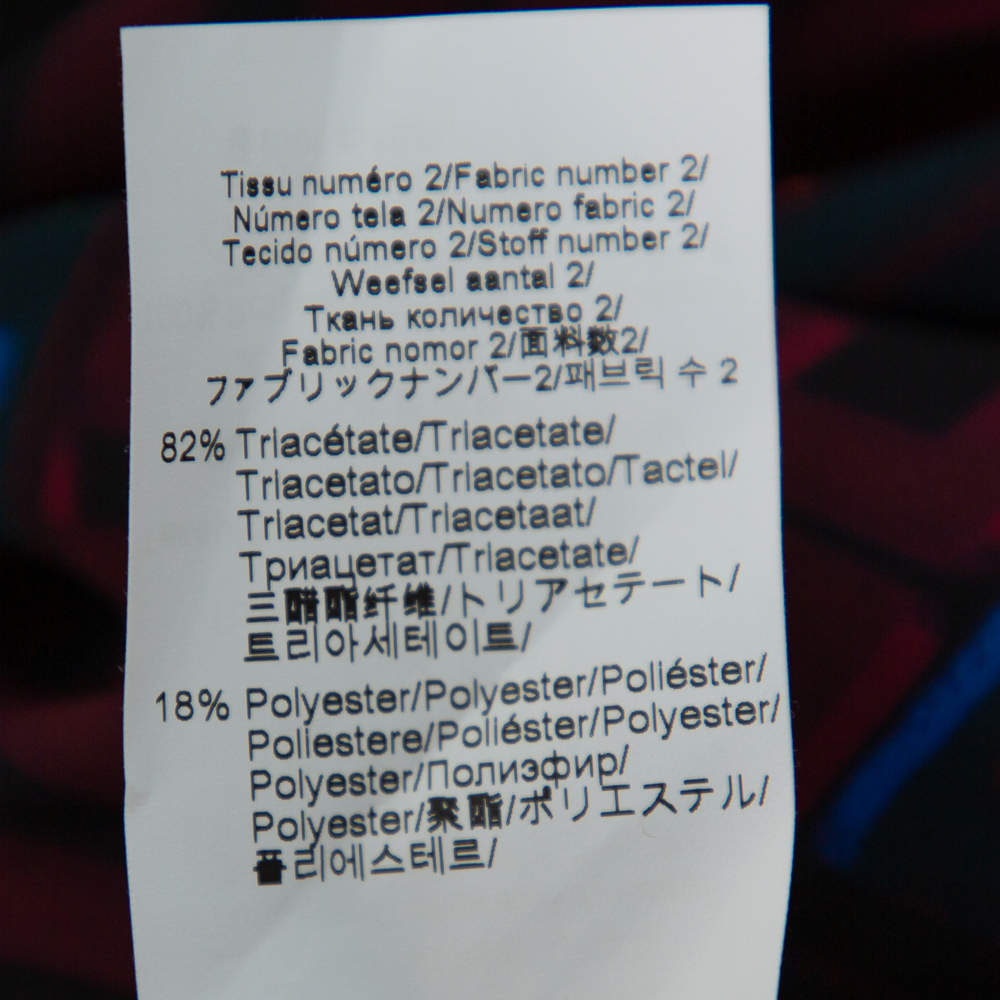 Tissu numéro 2/Fabric number 2/
Número tela 2/Numero fabric 2/
Tecido número 2/Stoff number 2/
Weefsel aantal 2/
Ткань количество 2/
Fabric nomor 2/面料数2/
ファブリックナンバー2/패브릭 수 2
82% Triacétate/Triacetate/
Triacetato/Triacetato/Tactel/
Triacetat/Triacetaat/
Триацетат/Triacetate/
三醋酯纤维/トリアセテート/
트리아세테이트/
18% Polyester/Polyester/Poliéster/
Poliestere/Poliéster/Polyester/
Polyester/Полиэфир/
Polyester/聚酯/ポリエステル/
폴리에스테르/